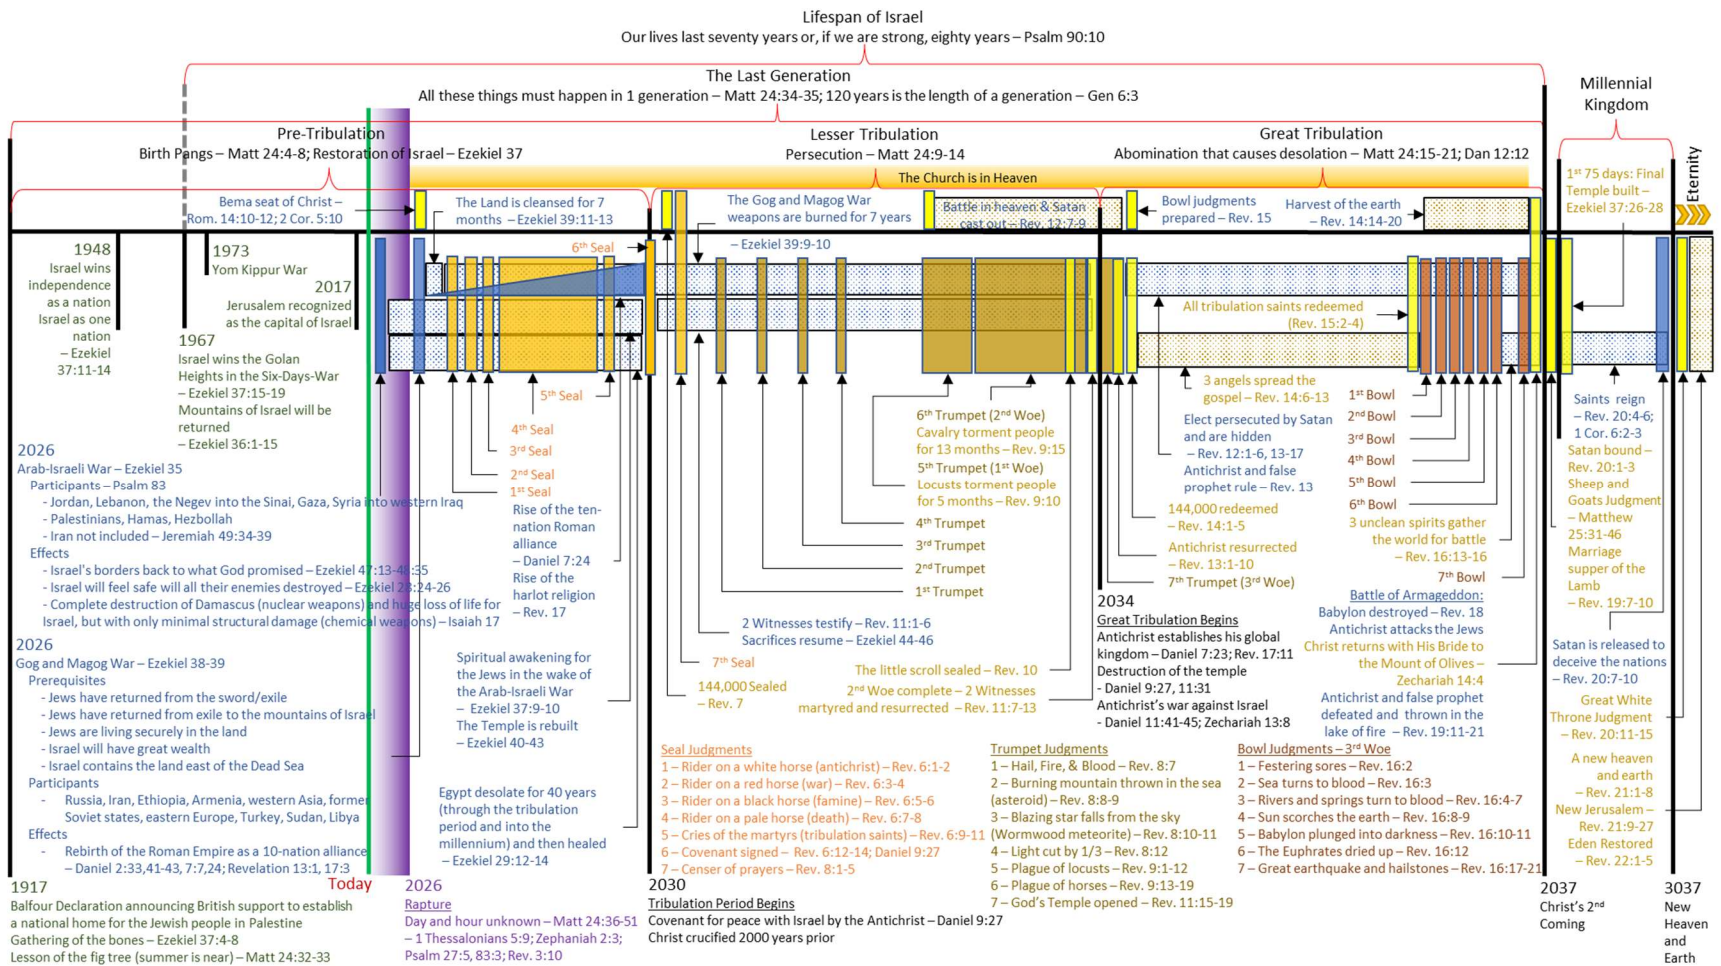 Lifespan of Israel
Our lives last seventy years or, if we are strong, eighty years – Psalm 90:10
The Last Generation
All these things must happen in 1 generation – Matt 24:34-35; 120 years is the length of a generation – Gen 6:3
Millennial
Kingdom
Pre-Tribulation
Birth Pangs – Matt 24:4-8; Restoration of Israel – Ezekiel 37
Lesser Tribulation
Persecution – Matt 24:9-14
Great Tribulation
Abomination that causes desolation – Matt 24:15-21; Dan 12:12
The Church is in Heaven
Eternity
1st 75 days: Final
Temple built –
Ezekiel 37:26-28
Bema seat of Christ –
Rom. 14:10-12; 2 Cor. 5:10
The Land is cleansed for 7
months – Ezekiel 39:11-13
The Gog and Magog War
weapons are burned for 7 years
– Ezekiel 39:9-10
Battle in heaven & Satan
cast out – Rev. 12:7-9
Bowl judgments
prepared – Rev. 15
Harvest of the earth
– Rev. 14:14-20
6th Seal
1948
Israel wins
independence
as a nation
Israel as one
nation
– Ezekiel
37:11-14
1973
Yom Kippur War
2017
Jerusalem recognized
as the capital of Israel
1967
Israel wins the Golan
Heights in the Six-Days-War
– Ezekiel 37:15-19
Mountains of Israel will be
returned
– Ezekiel 36:1-15
All tribulation saints redeemed
(Rev. 15:2-4)
5th Seal
4th Seal
3rd Seal
2nd Seal
1st Seal
Rise of the ten-
nation Roman
alliance
– Daniel 7:24
Rise of the
harlot religion
– Rev. 17
6th Trumpet (2nd Woe)
Cavalry torment people
for 13 months – Rev. 9:15
5th Trumpet (1st Woe)
Locusts torment people
for 5 months – Rev. 9:10
4th Trumpet
3rd Trumpet
2nd Trumpet
1st Trumpet
3 angels spread the
gospel – Rev. 14:6-13
Elect persecuted by Satan
and are hidden
– Rev. 12:1-6, 13-17
Antichrist and false
prophet rule – Rev. 13
144,000 redeemed
– Rev. 14:1-5
Antichrist resurrected
– Rev. 13:1-10
7th Trumpet (3rd Woe)
1st Bowl
2nd Bowl
3rd Bowl
4th Bowl
5th Bowl
6th Bowl
3 unclean spirits gather
the world for battle
– Rev. 16:13-16
7th Bowl
Battle of Armageddon:
Babylon destroyed – Rev. 18
Antichrist attacks the Jews
Christ returns with His Bride to
the Mount of Olives –
Zechariah 14:4
Antichrist and false prophet
defeated and thrown in the
lake of fire – Rev. 19:11-21
Saints reign
– Rev. 20:4-6;
1 Cor. 6:2-3
Satan bound –
Rev. 20:1-3
Sheep and
Goats Judgment
– Matthew
25:31-46
Marriage
supper of the
Lamb
– Rev. 19:7-10
Satan is released to
deceive the nations
– Rev. 20:7-10
Great White
Throne Judgment
– Rev. 20:11-15
A new heaven
and earth
– Rev. 21:1-8
New Jerusalem –
Rev. 21:9-27
Eden Restored
– Rev. 22:1-5
2026
Arab-Israeli War – Ezekiel 35
Participants – Psalm 83
- Jordan, Lebanon, the Negev into the Sinai, Gaza, Syria into western Iraq
- Palestinians, Hamas, Hezbollah
- Iran not included – Jeremiah 49:34-39
Effects
- Israel's borders back to what God promised – Ezekiel 47:13-48:35
- Israel will feel safe will all their enemies destroyed – Ezekiel 28:24-26
- Complete destruction of Damascus (nuclear weapons) and huge loss of life for
Israel, but with only minimal structural damage (chemical weapons) – Isaiah 17
2026
Gog and Magog War – Ezekiel 38-39
Prerequisites
- Jews have returned from the sword/exile
- Jews have returned from exile to the mountains of Israel
- Jews are living securely in the land
- Israel will have great wealth
- Israel contains the land east of the Dead Sea
Participants
- Russia, Iran, Ethiopia, Armenia, western Asia, former
Soviet states, eastern Europe, Turkey, Sudan, Libya
Effects
- Rebirth of the Roman Empire as a 10-nation alliance
– Daniel 2:33,41-43, 7:7,24; Revelation 13:1, 17:3
Spiritual awakening for
the Jews in the wake of
the Arab-Israeli War
– Ezekiel 37:9-10
The Temple is rebuilt
– Ezekiel 40-43
Egypt desolate for 40 years
(through the tribulation
period and into the
millennium) and then healed
– Ezekiel 29:12-14
2 Witnesses testify – Rev. 11:1-6
Sacrifices resume – Ezekiel 44-46
7th Seal
144,000 Sealed
– Rev. 7
The little scroll sealed – Rev. 10
2nd Woe complete – 2 Witnesses
martyred and resurrected – Rev. 11:7-13
2034
Great Tribulation Begins
Antichrist establishes his global
kingdom – Daniel 7:23; Rev. 17:11
Destruction of the temple
- Daniel 9:27, 11:31
Antichrist's war against Israel
- Daniel 11:41-45; Zechariah 13:8
Seal Judgments
1 – Rider on a white horse (antichrist) – Rev. 6:1-2
2 – Rider on a red horse (war) – Rev. 6:3-4
3 – Rider on a black horse (famine) – Rev. 6:5-6
4 – Rider on a pale horse (death) – Rev. 6:7-8
5 – Cries of the martyrs (tribulation saints) – Rev. 6:9-11
6 – Covenant signed – Rev. 6:12-14; Daniel 9:27
7 – Censer of prayers – Rev. 8:1-5
Trumpet Judgments
1 – Hail, Fire, & Blood – Rev. 8:7
2 – Burning mountain thrown in the sea
(asteroid) – Rev. 8:8-9
3 – Blazing star falls from the sky
(Wormwood meteorite) – Rev. 8:10-11
4 – Light cut by 1/3 – Rev. 8:12
5 – Plague of locusts – Rev. 9:1-12
6 – Plague of horses – Rev. 9:13-19
7 – God's Temple opened – Rev. 11:15-19
Bowl Judgments – 3rd Woe
1 – Festering sores – Rev. 16:2
2 – Sea turns to blood – Rev. 16:3
3 – Rivers and springs turn to blood – Rev. 16:4-7
4 – Sun scorches the earth – Rev. 16:8-9
5 – Babylon plunged into darkness – Rev. 16:10-11
6 – The Euphrates dried up – Rev. 16:12
7 – Great earthquake and hailstones – Rev. 16:17-21
Today
1917
Balfour Declaration announcing British support to establish
a national home for the Jewish people in Palestine
Gathering of the bones – Ezekiel 37:4-8
Lesson of the fig tree (summer is near) – Matt 24:32-33
2026
Rapture
Day and hour unknown – Matt 24:36-51
– 1 Thessalonians 5:9; Zephaniah 2:3;
Psalm 27:5, 83:3; Rev. 3:10
2030
Tribulation Period Begins
Covenant for peace with Israel by the Antichrist – Daniel 9:27
Christ crucified 2000 years prior
2037
Christ's 2nd
Coming
3037
New
Heaven
and
Earth